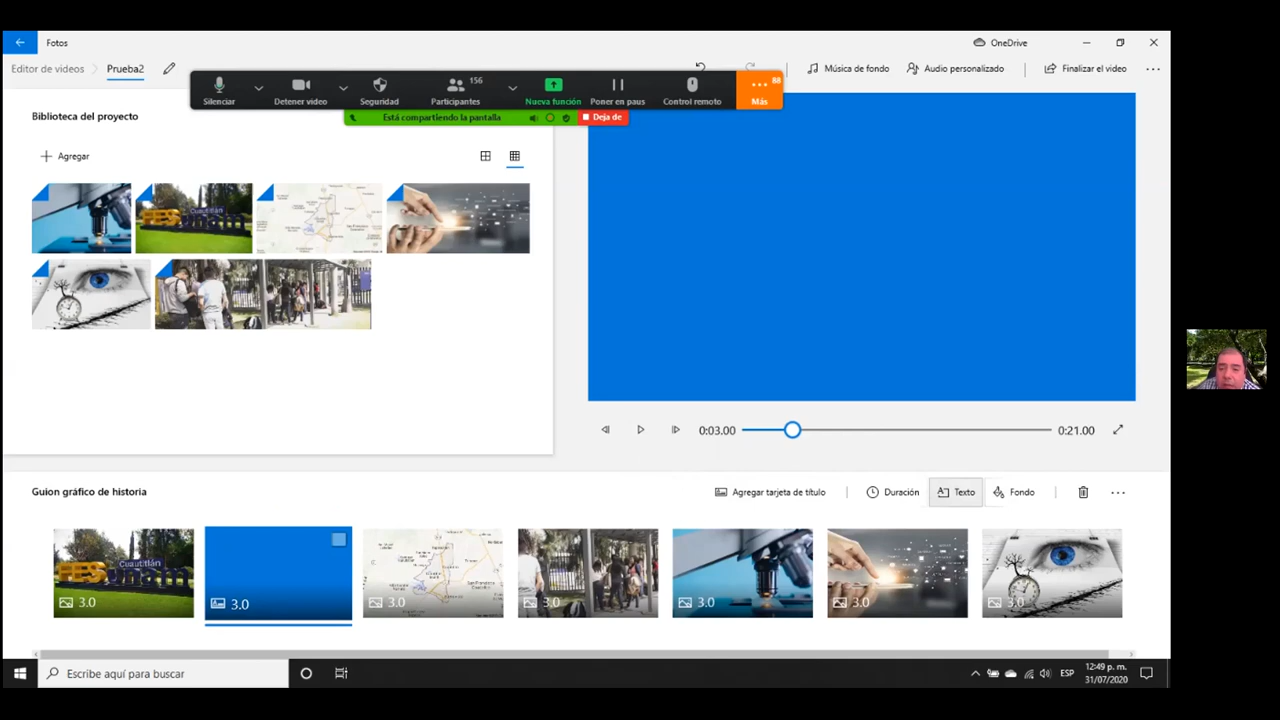 Fotos
OneDrive
Editor de videos
Prueba2
Silenciar
Detener video
Seguridad
156
Participantes
Nueva función
Poner en paus
Control remoto
88
Más
Música de fondo
Audio personalizado
Finalizar el video
Está compartiendo la pantalla
Deja de
Biblioteca del proyecto
Agregar
Cuautitlán
0:03.00
0:21.00
Guion gráfico de historia
Agregar tarjeta de título
Duración
Texto
Fondo
Cuautitlán
3.0
3.0
3.0
3.0
3.0
3.0
3.0
Escribe aquí para buscar
ESP
12:49 p. m.
31/07/2020